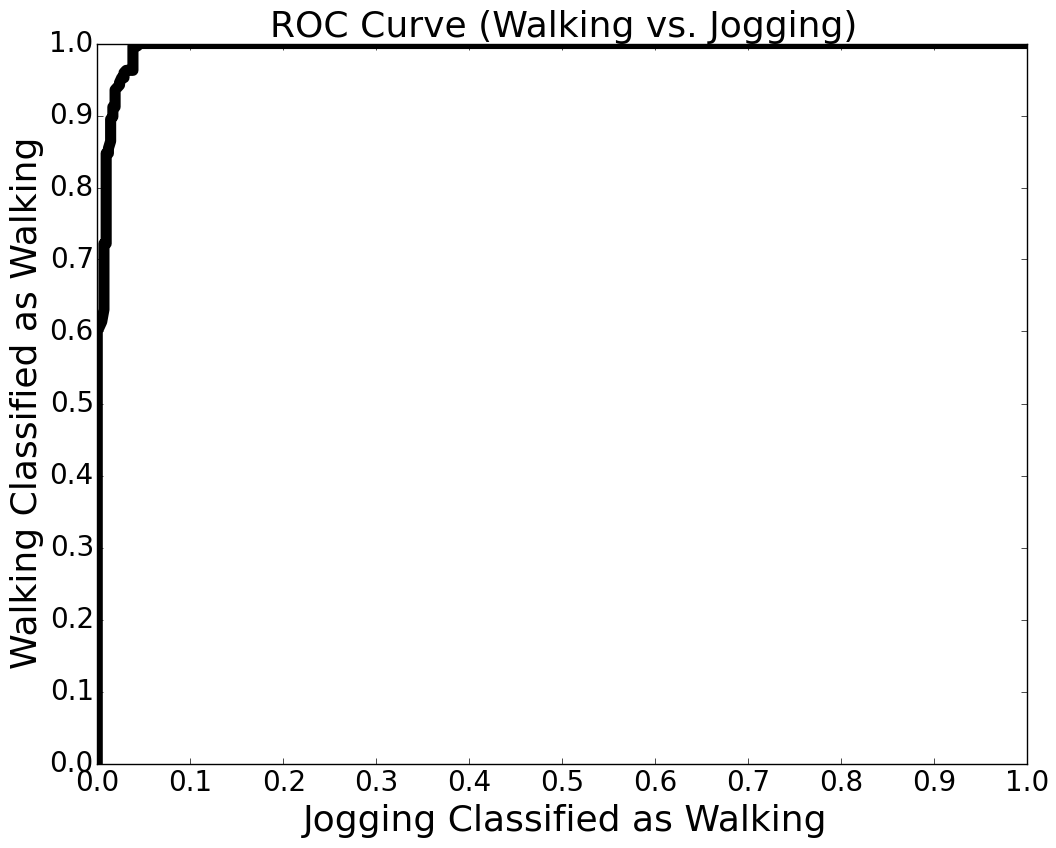 ROC Curve (Walking vs. Jogging)
Walking Classified as Walking
1.0
0.9
0.8
0.7
0.6
0.5
0.4
0.3
0.2
0.1
0.0
0.0 0.1 0.2 0.3 0.4 0.5 0.6 0.7 0.8 0.9 1.0
Jogging Classified as Walking